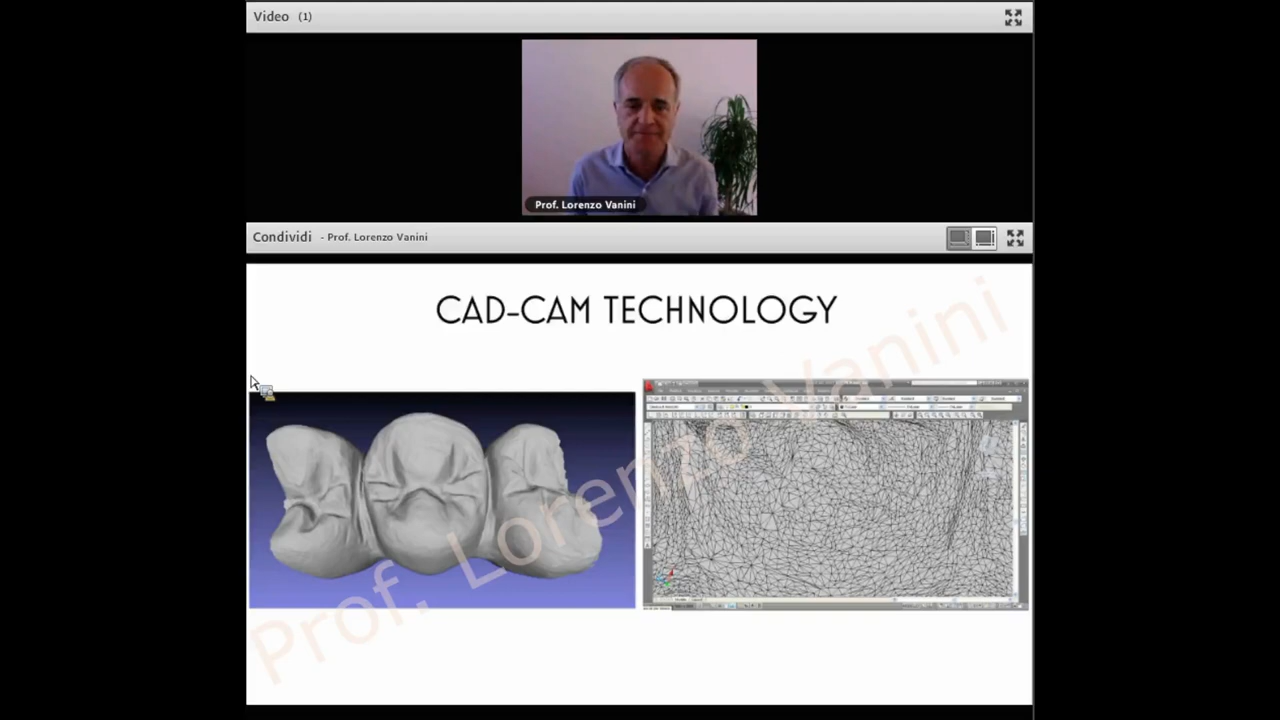 Video (1)
Prof. Lorenzo Vanini
Condividi - Prof. Lorenzo Vanini
CAD-CAM TECHNOLOGY
Prof. Lorenzo Vanini